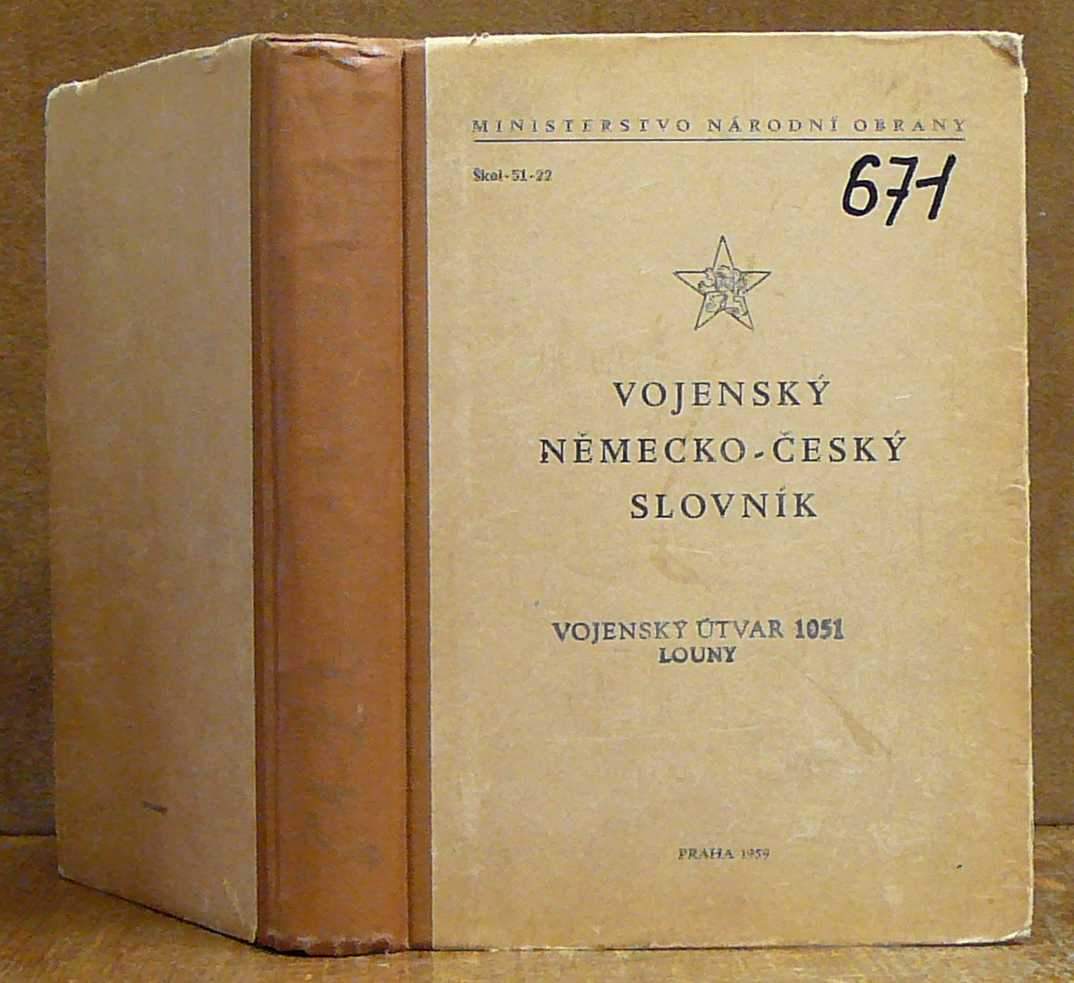 MINISTERSTVO NÁRODNÍ OBRANY
Škol-51-22
671
VOJENSKÝ
NĚMECKO-ČESKÝ
SLOVNÍK
VOJENSKÝ ÚTVAR 1051
LOUNY
PRAHA 1959